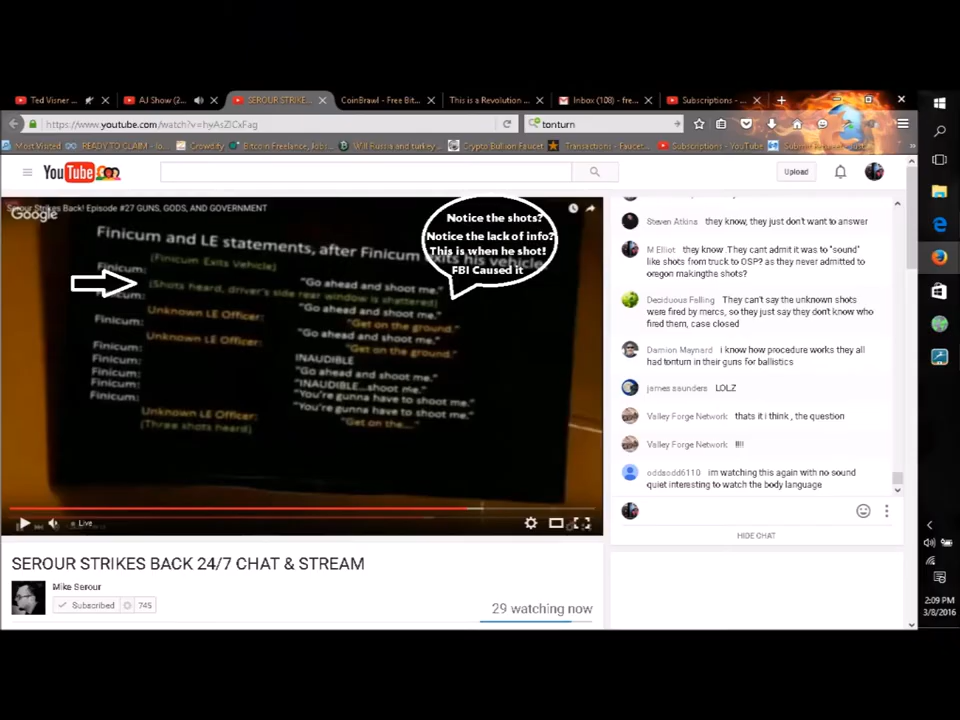 Ted Visner ...
AJ Show (2...
SEROUR STRIKE...
CoinBrawl - Free Bit...
This is a Revolution ...
Inbox (108) - fre...
Subscriptions - ...
https://www.youtube.com/watch?v=hyAsZlCxFag
tonturn
Most Visited
READY TO CLAIM - (o...
Crowdify
Bitcoin Freelance, Jobs...
Will Russia and turkey...
Crypto Bullion Faucet
Transactions - Faucet...
Subscriptions - YouTube
YouTube
Upload
Serour Strikes Back! Episode #27 GUNS, GODS, AND GOVERNMENT
Google
Notice the shots?
Notice the lack of info?
This is when he shot!
FBI Caused it
Finicum and LE statements, after Finicum exits his vehicle
(Finicum Exits Vehicle)
Finicum: "Go ahead and shoot me."
(Shots heard, driver's side rear window is shattered)
Finicum: "Go ahead and shoot me."
Unknown LE Officer: "Get on the ground."
Finicum: "Go ahead and shoot me."
Unknown LE Officer: "Get on the ground."
Finicum: INAUDIBLE
Finicum: "Go ahead and shoot me."
Finicum: "INAUDIBLE...shoot me."
Finicum: "You're gunna have to shoot me."
Finicum: "You're gunna have to shoot me."
Unknown LE Officer: "Get on the...."
(Three shots heard)
Live
Steven Atkina they know, they just don't want to answer
M Elliot they know .They cant admit it was to "sound"
like shots from truck to OSP? as they never admitted to
oregon makingthe shots?
Deciduous Falling They can't say the unknown shots
were fired by mercs, so they just say they don't know who
fired them, case closed
Damion Maynard i know how procedure works they all
had tonturn in their guns for ballistics
james saunders LOLZ
Valley Forge Network thats it i think , the question
Valley Forge Network !!!!
oddsodd6110 im watching this again with no sound
quiet interesting to watch the body language
HIDE CHAT
SEROUR STRIKES BACK 24/7 CHAT & STREAM
Mike Serour
Subscribed 745
29 watching now
2:09 PM
3/8/2016